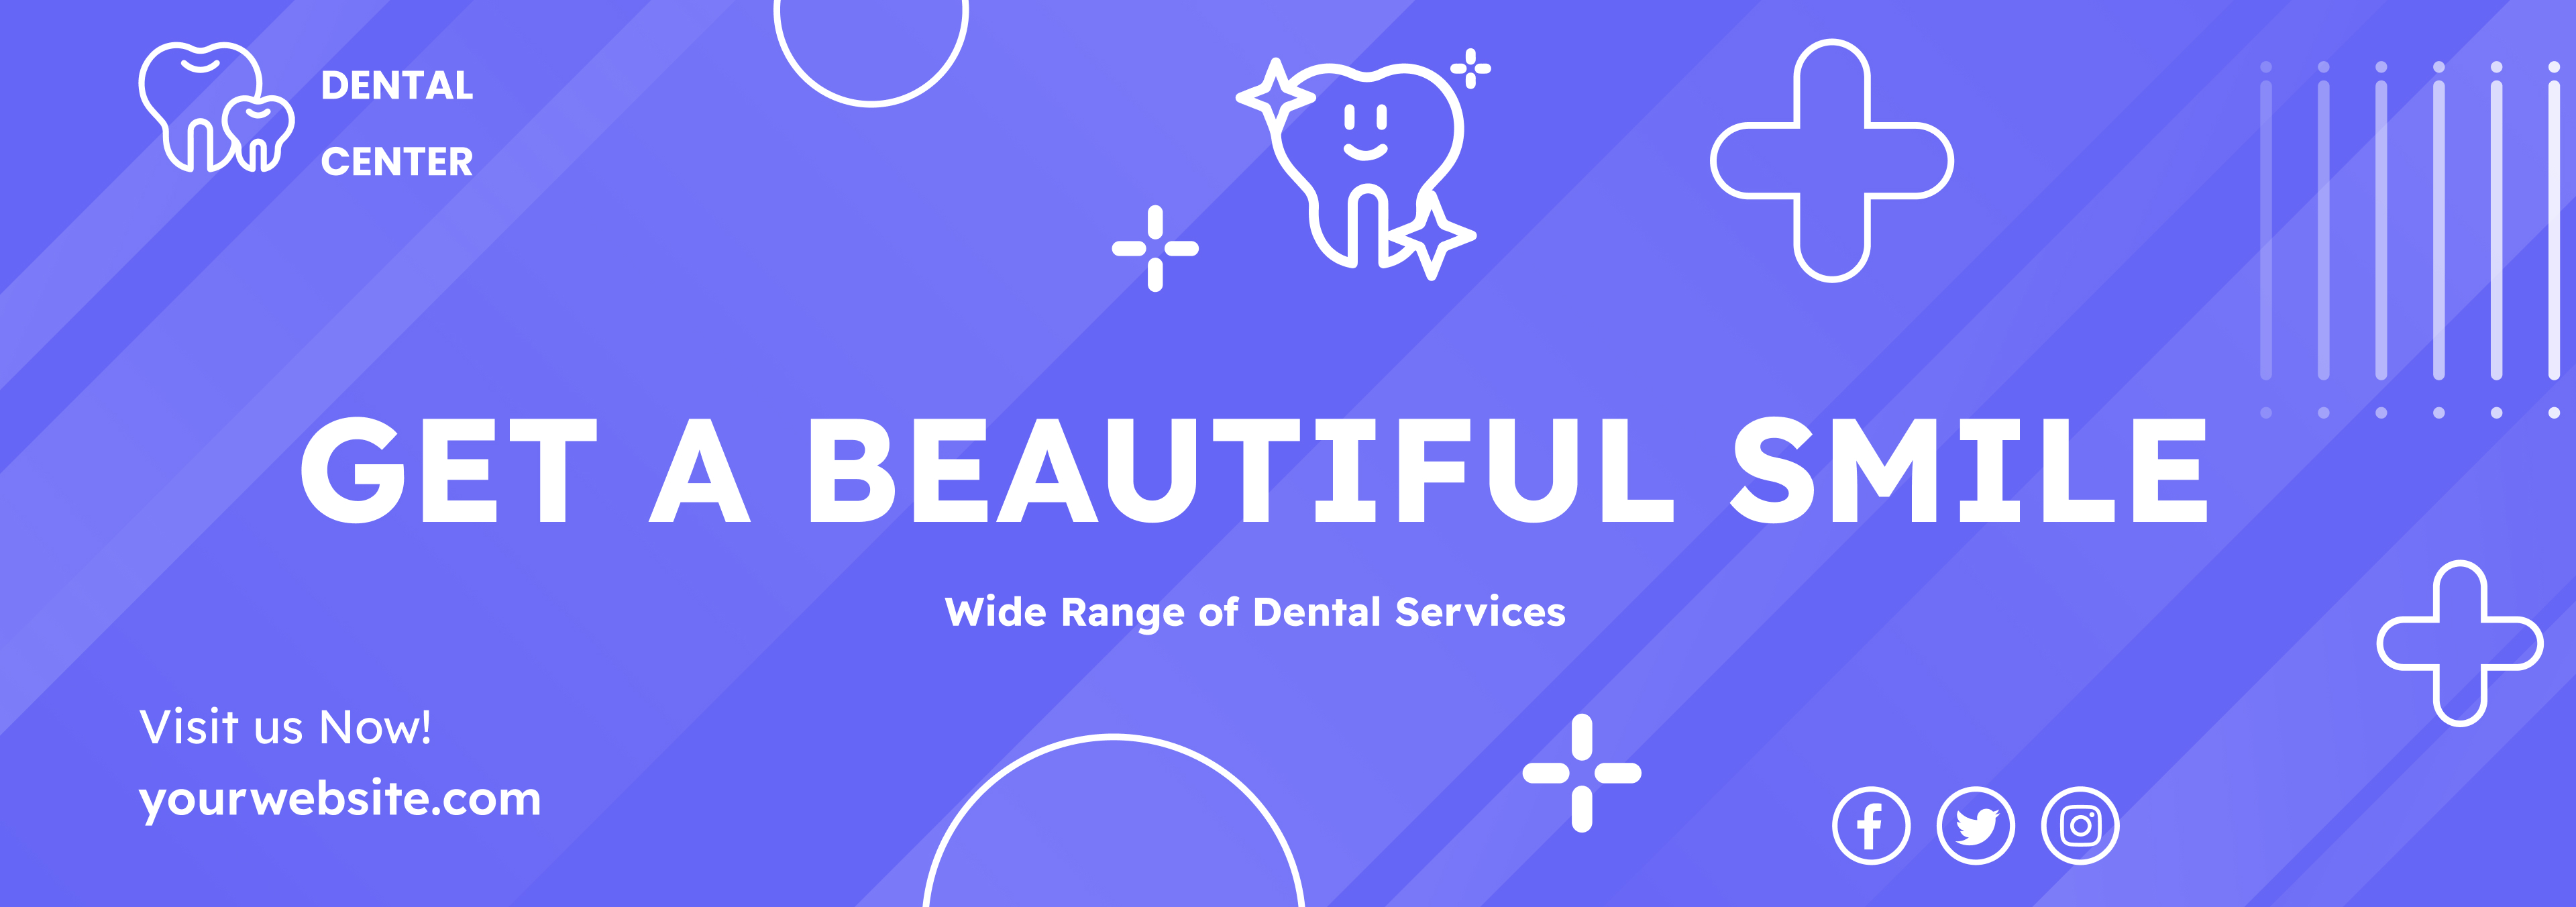 DENTAL
CENTER
GET A BEAUTIFUL SMILE
Wide Range of Dental Services
Visit us Now!
yourwebsite.com